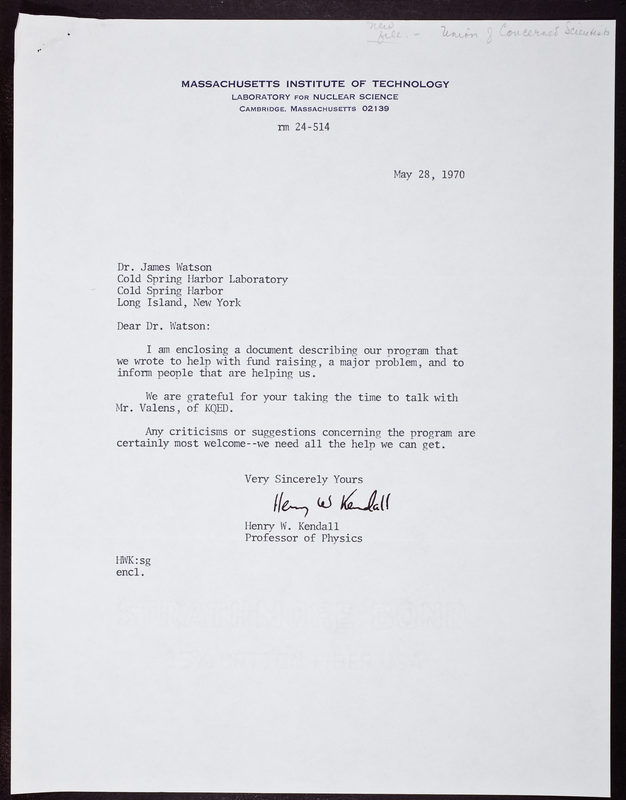 new
file: - Union of Concerned Scientists
MASSACHUSETTS INSTITUTE OF TECHNOLOGY
LABORATORY FOR NUCLEAR SCIENCE
CAMBRIDGE, MASSACHUSETTS 02139
rm 24-514
May 28, 1970
Dr. James Watson
Cold Spring Harbor Laboratory
Cold Spring Harbor
Long Island, New York
Dear Dr. Watson:
I am enclosing a document describing our program that
we wrote to help with fund raising, a major problem, and to
inform people that are helping us.
We are grateful for your taking the time to talk with
Mr. Valens, of KQED.
Any criticisms or suggestions concerning the program are
certainly most welcome--we need all the help we can get.
Very Sincerely Yours
Henry W Kendall
Henry W. Kendall
Professor of Physics
HWK:sg
encl.
STRATHMORE BOND